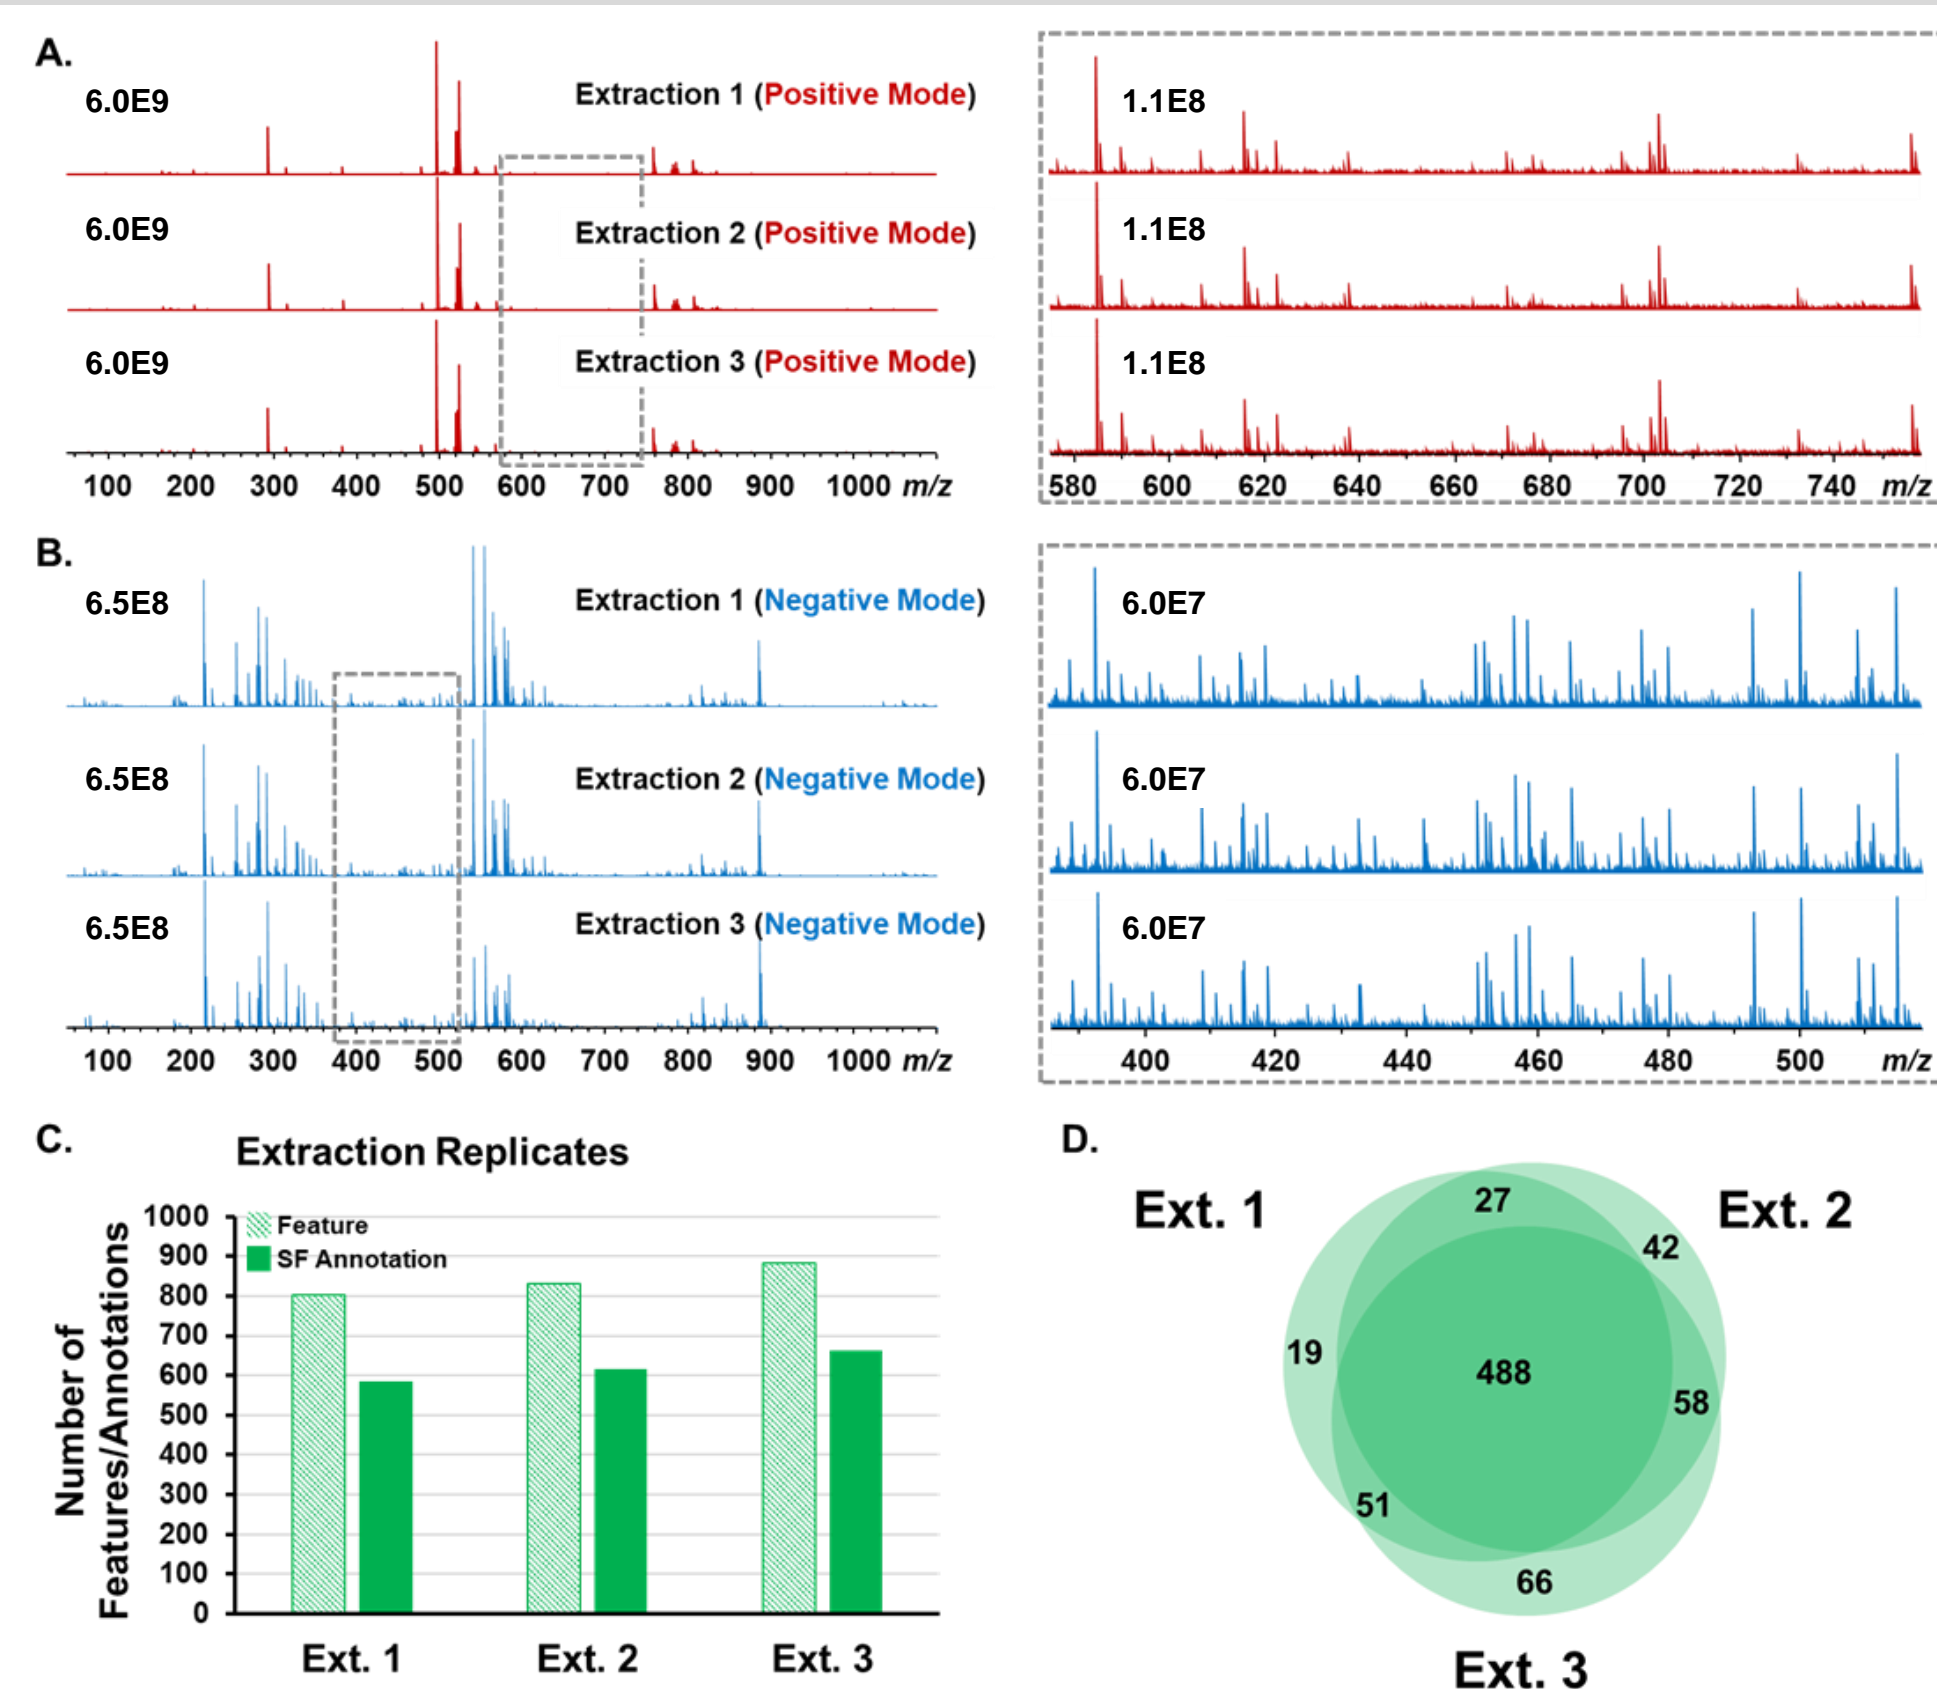 A.
6.0E9
Extraction 1 (Positive Mode)
6.0E9
Extraction 2 (Positive Mode)
6.0E9
Extraction 3 (Positive Mode)
100 200 300 400 500 600 700 800 900 1000 m/z
1.1E8
1.1E8
1.1E8
580 600 620 640 660 680 700 720 740 m/z
B.
6.5E8
Extraction 1 (Negative Mode)
6.5E8
Extraction 2 (Negative Mode)
6.5E8
Extraction 3 (Negative Mode)
100 200 300 400 500 600 700 800 900 1000 m/z
6.0E7
6.0E7
6.0E7
400 420 440 460 480 500 m/z
C.
Extraction Replicates
Number of
Features/Annotations
1000
900
800
700
600
500
400
300
200
100
0
Feature
SF Annotation
Ext. 1 Ext. 2 Ext. 3
D.
Ext. 1
Ext. 2
27
42
19
488
58
51
66
Ext. 3